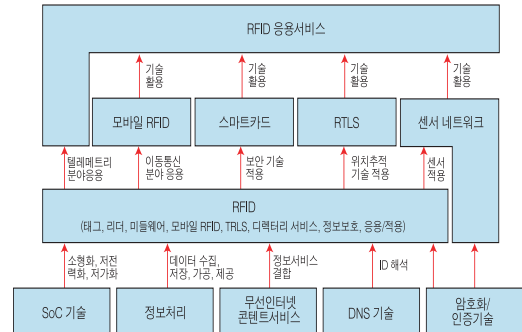 RFID 응용서비스
기술
활용
기술
활용
기술
활용
기술
활용
모바일 RFID
스마트카드
RTLS
센서 네트워크
텔레메트리
분야응용
이동통신
분야 응용
보안 기술
적용
위치추적
기술 적용
센서
적용
RFID
(태그, 리더, 미들웨어, 모바일 RFID, TRLS, 디렉터리 서비스, 정보보호, 응용/적용)
소형화, 저전
력화, 저가화
데이터 수집,
저장, 가공, 제공
정보서비스
결합
ID 해석
SoC 기술
정보처리
무선인터넷
콘텐트서비스
DNS 기술
암호화/
인증기술